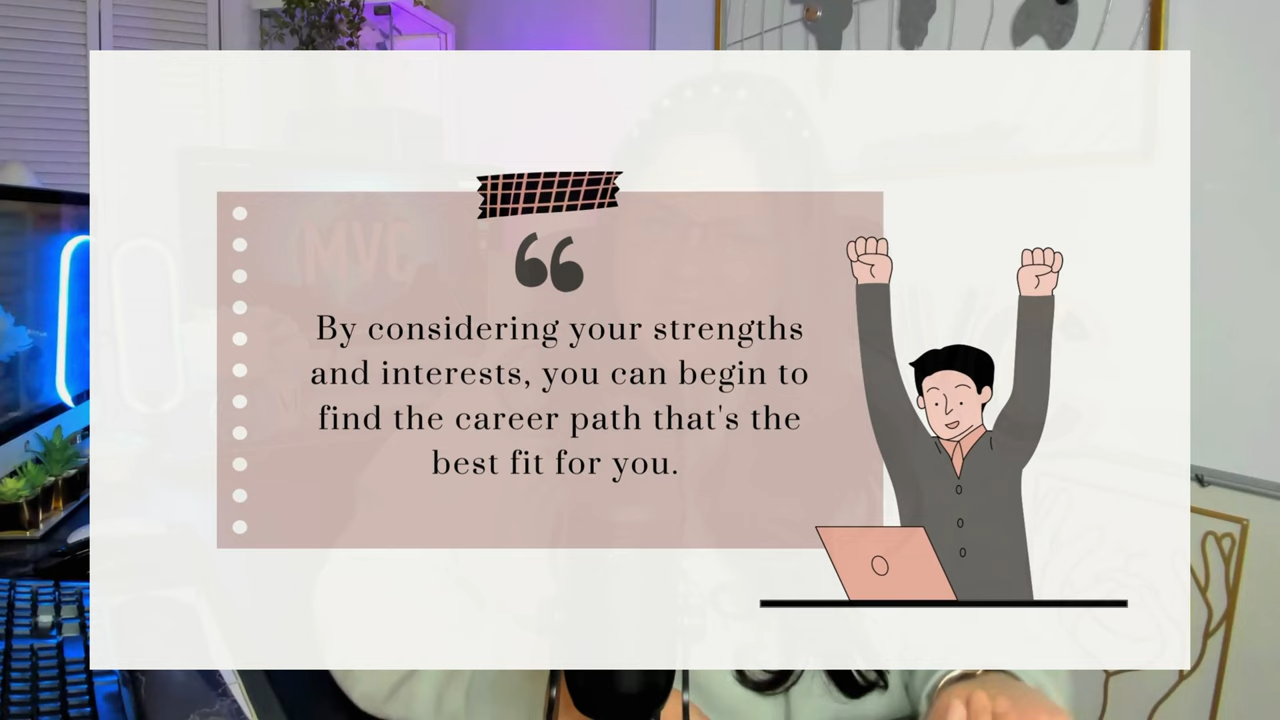 MVC
“
By considering your strengths
and interests, you can begin to
find the career path that's the
best fit for you.